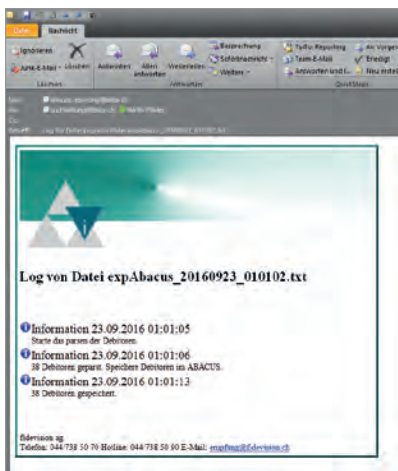 Datei Nachricht
Ignorieren
Junk-E-Mail Löschen
Löschen
Antworten Allen antworten Weiterleiten
Besprechung
Sofortnachricht
Weitere
Antworten
Team-E-Mail Erledigt
Antworten und
QuickSteps
Log von Datei expAbacus_20160923_010102.txt
Information 23.09.2016 01:01:05
Starte das parsen der Debitoren.
Information 23.09.2016 01:01:06
38 Debitoren geparst. Speichere Debitoren im ABACUS.
Information 23.09.2016 01:01:13
38 Debitoren gespeichert.
fidevision ag
Telefon: 044/738 50 70 Hotline: 044/738 50 90 E-Mail: empfang@fidevision.ch